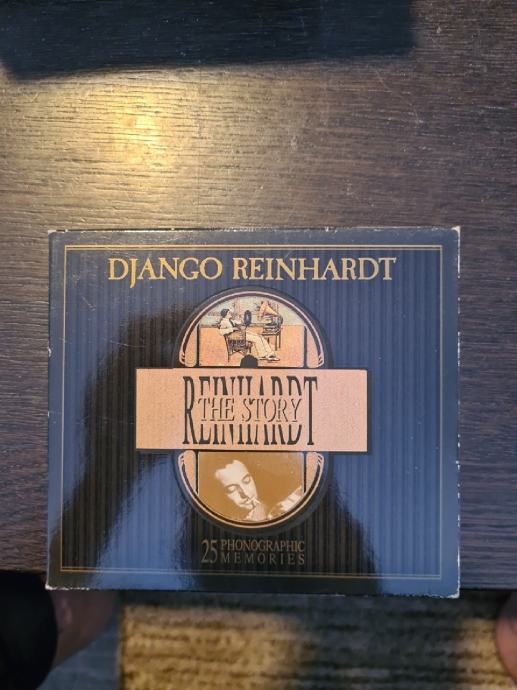 DJANGO REINHARDT
REINHARDT
THE STORY
25 PHONOGRAPHIC
MEMORIES